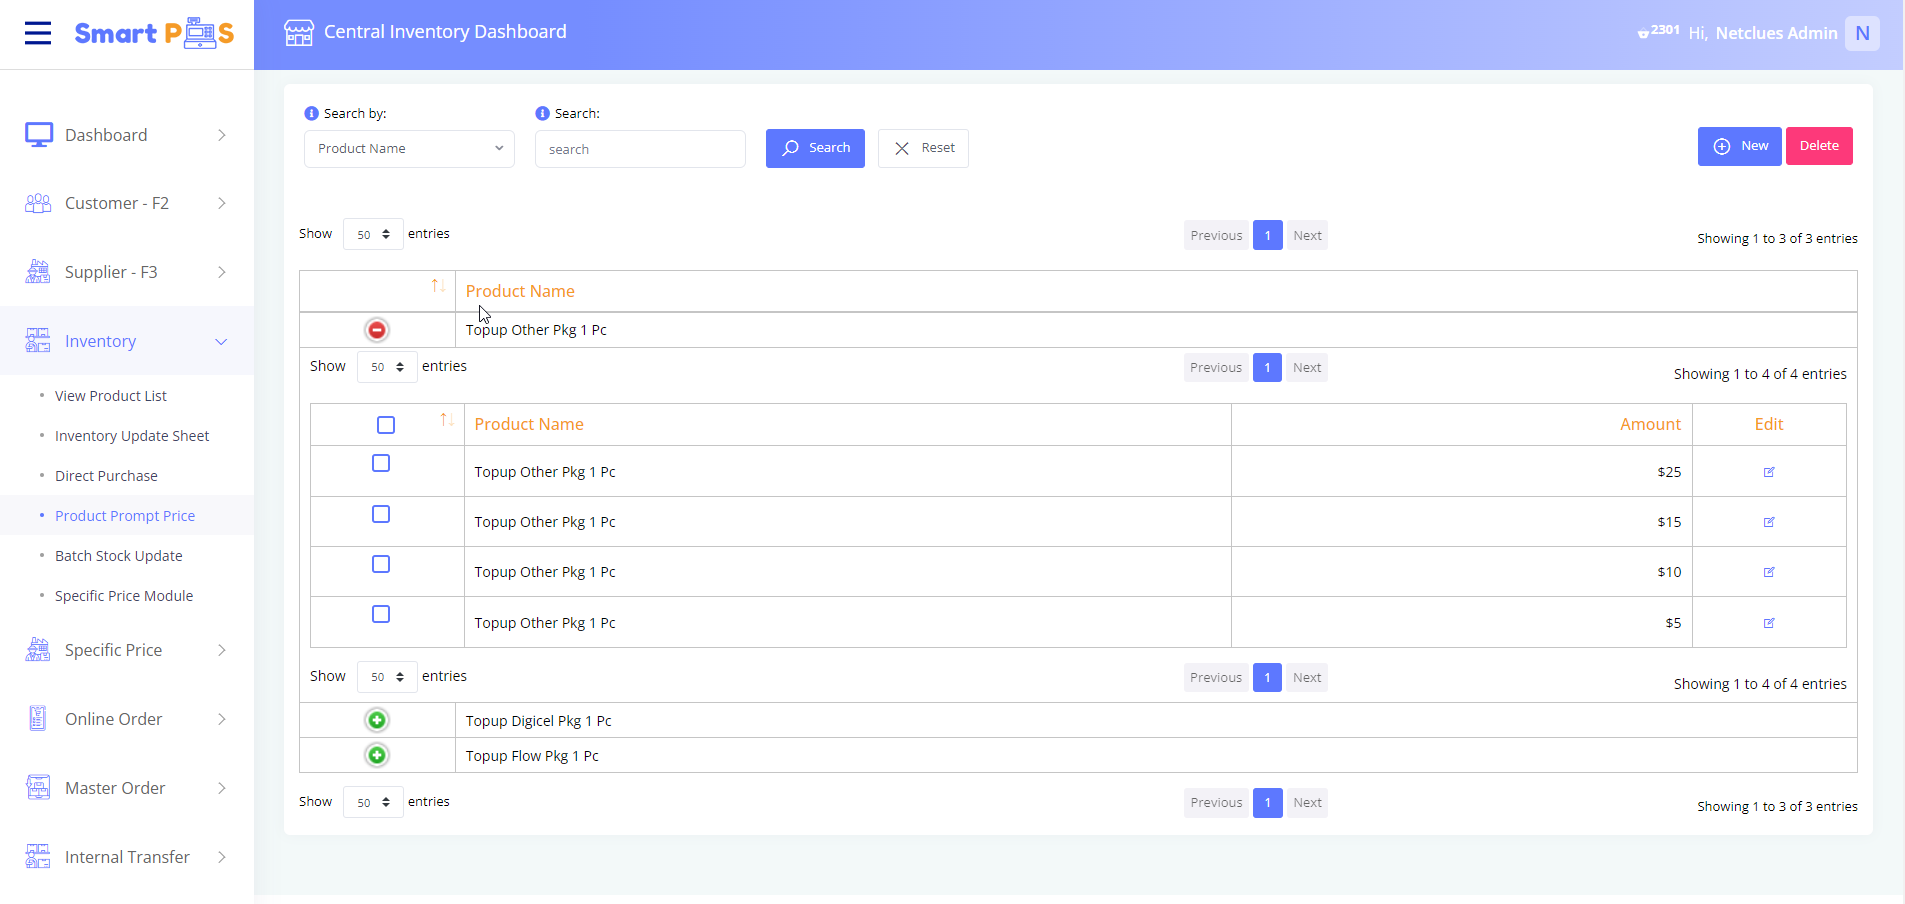 Smart POS
Central Inventory Dashboard
2301 Hi, Netclues Admin N
Dashboard
Customer - F2
Supplier - F3
Inventory
View Product List
Inventory Update Sheet
Direct Purchase
Product Prompt Price
Batch Stock Update
Specific Price Module
Specific Price
Online Order
Master Order
Internal Transfer
Search by: Search:
Product Name search Search Reset New Delete
Show 50 entries Previous 1 Next Showing 1 to 3 of 3 entries
Product Name
Topup Other Pkg 1 Pc
Show 50 entries Previous 1 Next Showing 1 to 4 of 4 entries
Product Name Amount Edit
Topup Other Pkg 1 Pc $25
Topup Other Pkg 1 Pc $15
Topup Other Pkg 1 Pc $10
Topup Other Pkg 1 Pc $5
Show 50 entries Previous 1 Next Showing 1 to 4 of 4 entries
Topup Digicel Pkg 1 Pc
Topup Flow Pkg 1 Pc
Show 50 entries Previous 1 Next Showing 1 to 3 of 3 entries